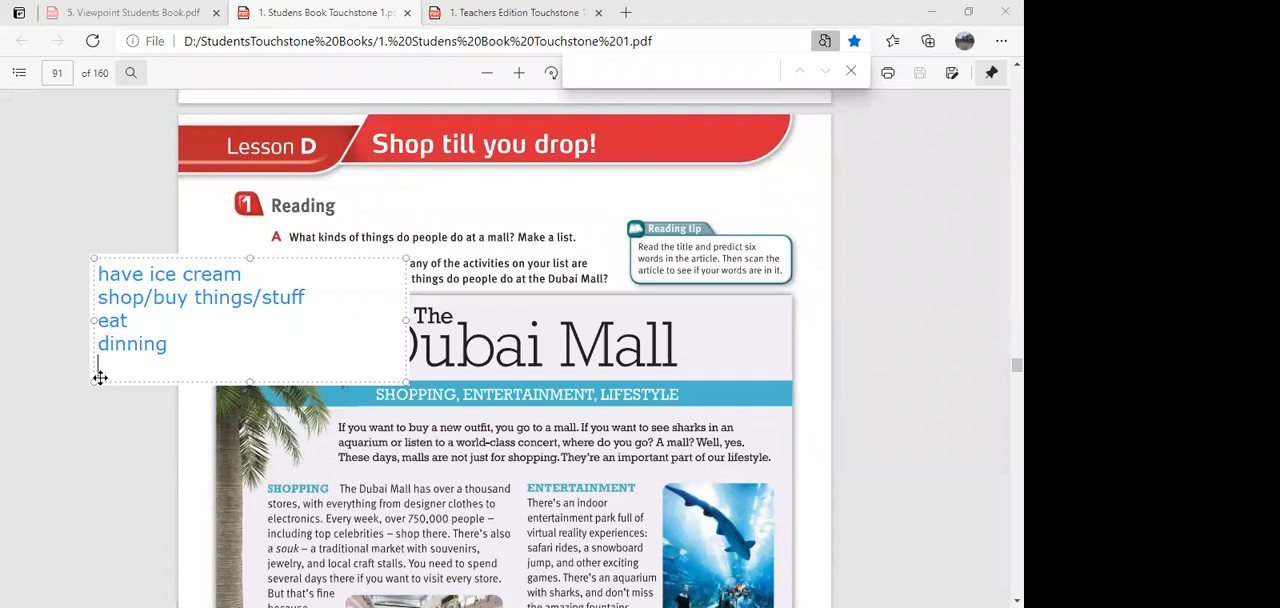 5. Viewpoint Students Book.pdf
1. Studens Book Touchstone 1.p
1. Teachers Edition Touchstone
File
D:/StudentsTouchstone%20Books/1.%20Studens%20Book%20Touchstone%201.pdf
91 of 160
Lesson D
Shop till you drop!
1 Reading
A What kinds of things do people do at a mall? Make a list.
any of the activities on your list are
things do people do at the Dubai Mall?
Reading tip
Read the title and predict six
words in the article. Then scan the
article to see if your words are in it.
have ice cream
shop/buy things/stuff
eat
dinning
The
Dubai Mall
SHOPPING, ENTERTAINMENT, LIFESTYLE
If you want to buy a new outfit, you go to a mall. If you want to see sharks in an
aquarium or listen to a world-class concert, where do you go? A mall? Well, yes.
These days, malls are not just for shopping. They're an important part of our lifestyle.
SHOPPING The Dubai Mall has over a thousand
stores, with everything from designer clothes to
electronics. Every week, over 750,000 people –
including top celebrities – shop there. There's also
a souk – a traditional market with souvenirs,
jewelry, and local craft stalls. You need to spend
several days there if you want to visit every store.
But that's fine
because
ENTERTAINMENT
There's an indoor
entertainment park full of
virtual reality experiences:
safari rides, a snowboard
jump, and other exciting
games. There's an aquarium
with sharks, and don't miss
the amazing fountains